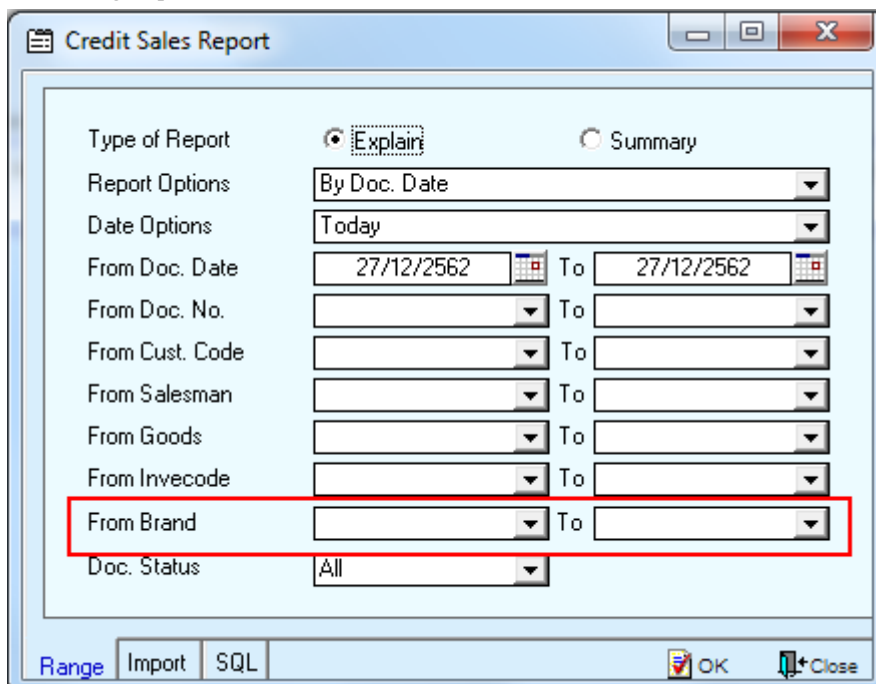 Credit Sales Report
Type of Report Explain Summary
Report Options By Doc. Date
Date Options Today
From Doc. Date 27/12/2562 To 27/12/2562
From Doc. No. To
From Cust. Code To
From Salesman To
From Goods To
From Invecode To
From Brand To
Doc. Status All
Range Import SQL OK Close